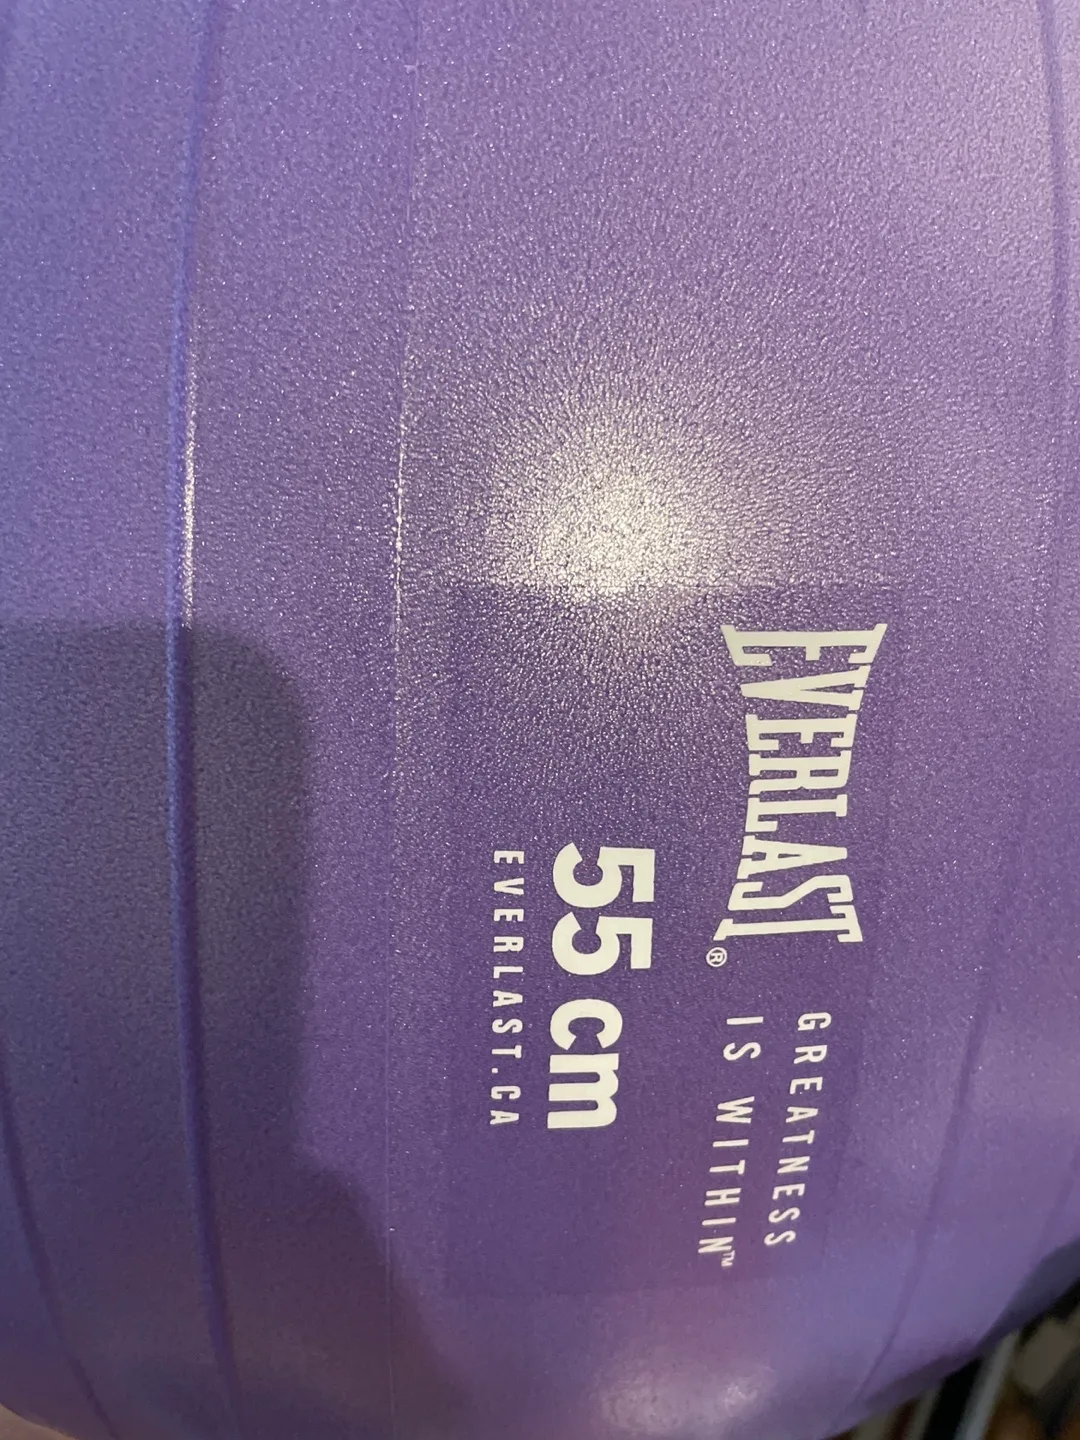 EVERLAST®
GREATNESS
IS WITHIN™
55 cm
EVERLAST.CA